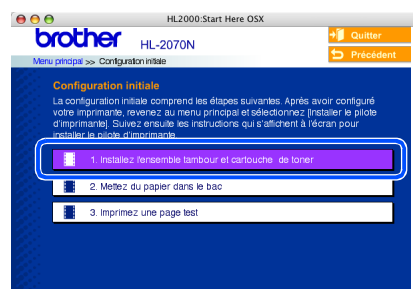 HL2000:Start Here OSX
brother
HL-2070N
Quitter
Précédent
Menu principal >> Configuration initiale
Configuration initiale
La configuration initiale comprend les étapes suivantes. Après avoir configuré
votre imprimante, revenez au menu principal et sélectionnez [Installer le pilote
d'imprimante]. Suivez ensuite les instructions qui s'affichent à l'écran pour
installer le pilote d'imprimante.
1. Installez l'ensemble tambour et cartouche de toner
2. Mettez du papier dans le bac
3. Imprimez une page test